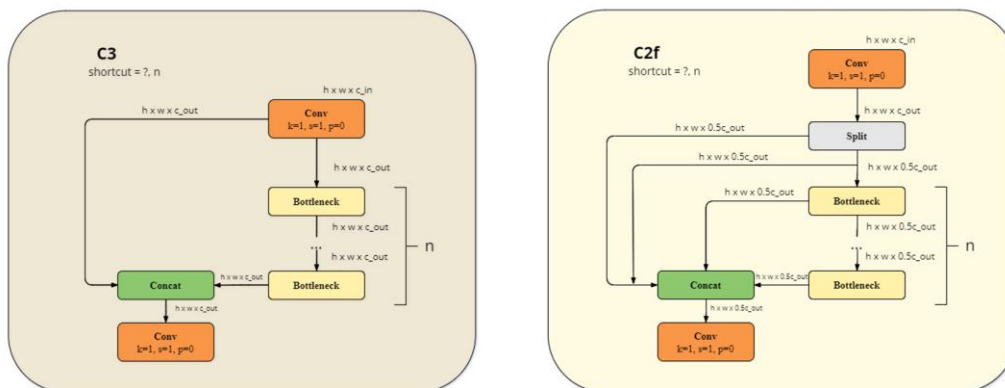 C3
shortcut = ?, n
h x w x c_in
h x w x c_out
Conv
k=1, s=1, p=0
h x w x c_out
Bottleneck
h x w x c_out
...
n
h x w x c_out
h x w x c_out
Concat
Bottleneck
h x w x c_out
Conv
k=1, s=1, p=0
C2f
shortcut = ?, n
h x w x c_in
Conv
k=1, s=1, p=0
h x w x c_out
h x w x 0.5c_out
Split
h x w x 0.5c_out
h x w x 0.5c_out
h x w x 0.5c_out
Bottleneck
h x w x 0.5c_out
...
n
h x w x 0.5c_out
h x w x 0.5c_out
Concat
Bottleneck
h x w x 0.5c_out
Conv
k=1, s=1, p=0